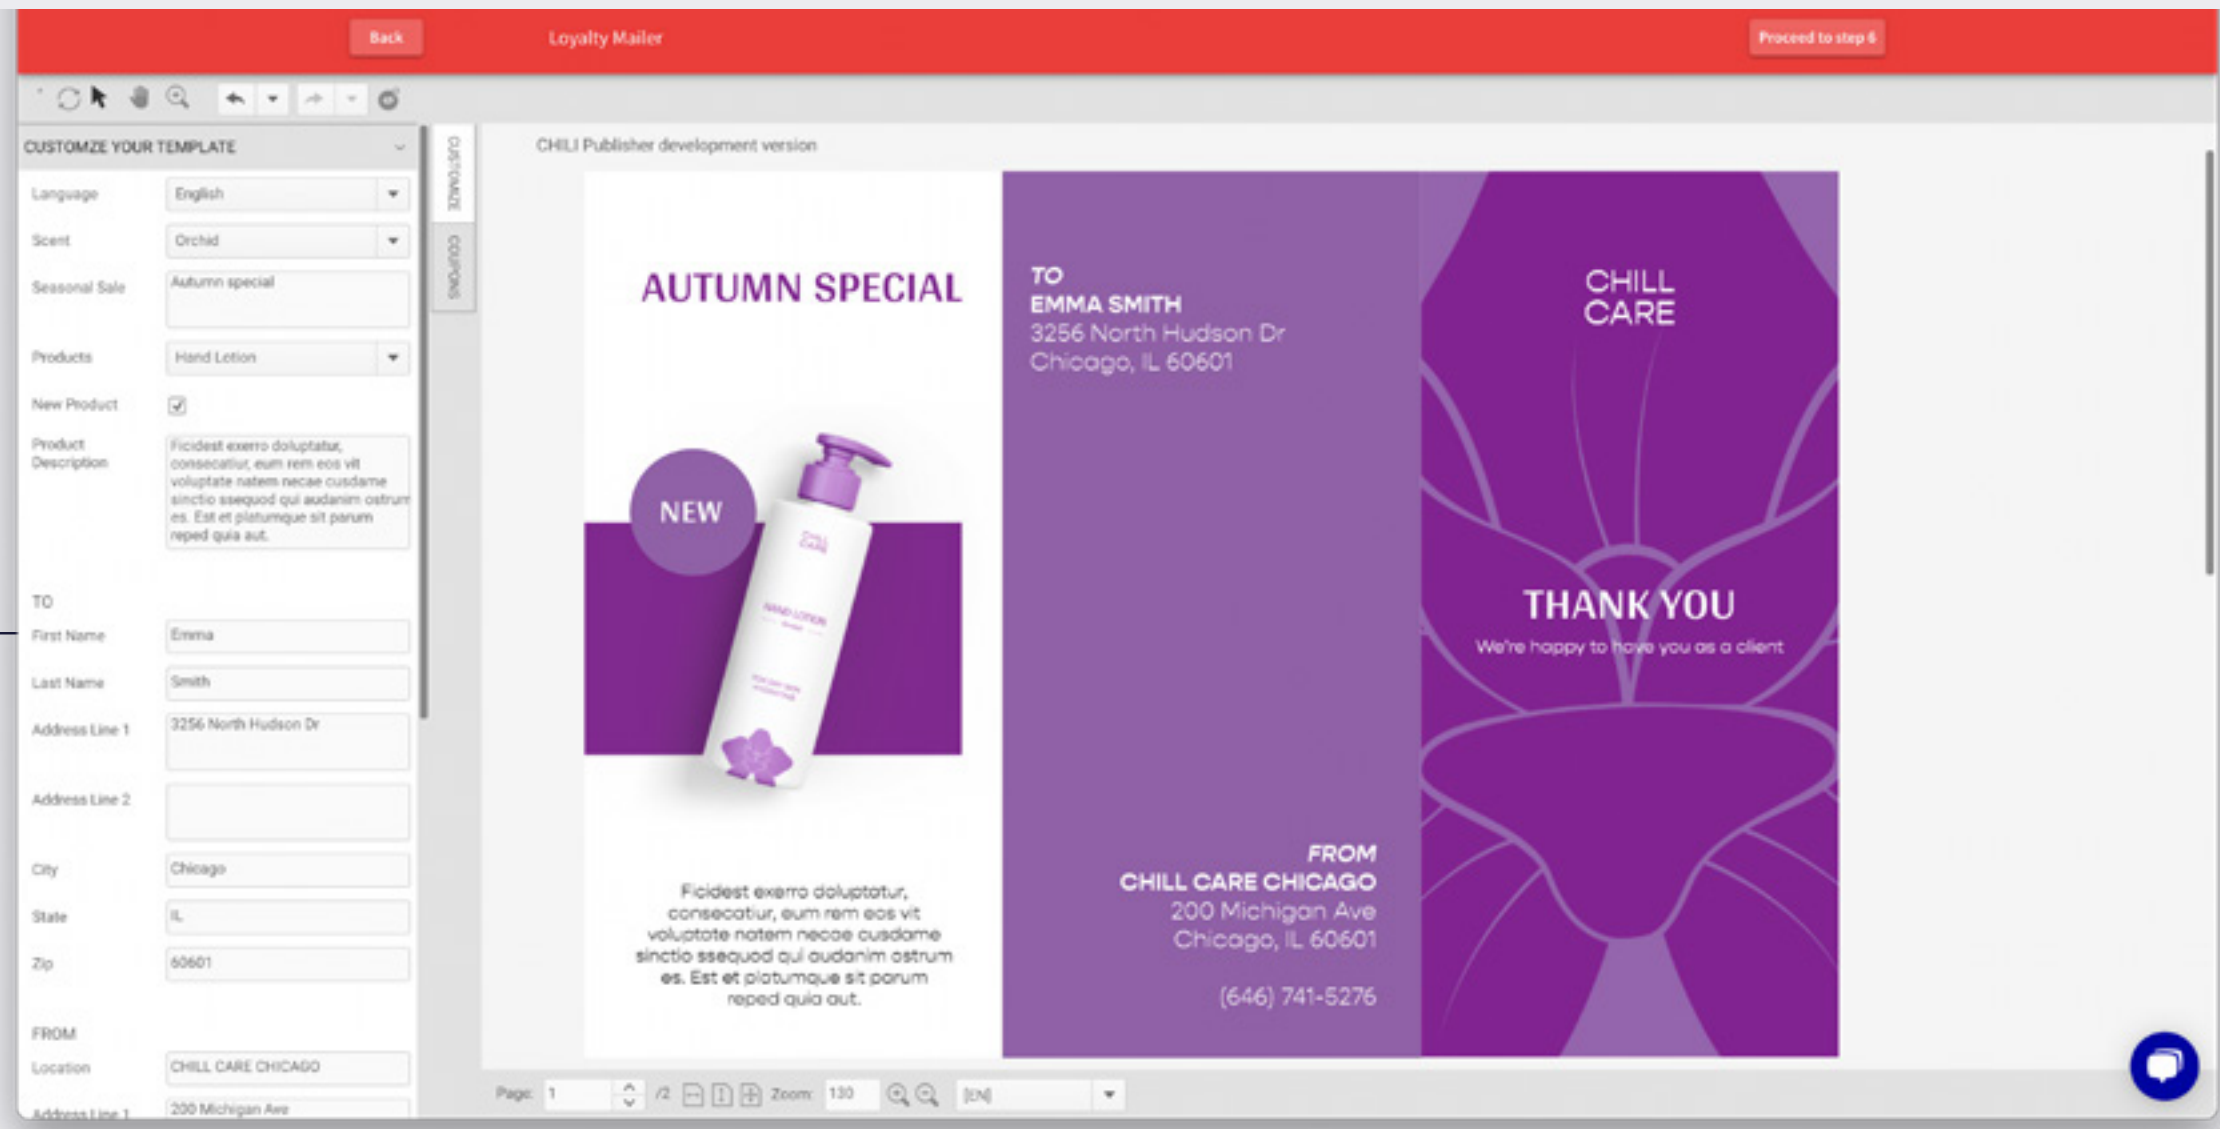 Back
Loyalty Mailer
Proceed to step 6
CUSTOMZE YOUR TEMPLATE
Language
English
Scent
Orchid
Seasonal Sale
Autumn special
Products
Hand Lotion
New Product
Product
Description
Ficidest exerro doluptatur,
consecatiur, eum rem eos vit
voluptate natem necae cusdame
sinctio ssequod qui audanim ostrum
es. Est et platumque sit parum
reped quia aut.
TO
First Name
Emma
Last Name
Smith
Address Line 1
3256 North Hudson Dr
Address Line 2
City
Chicago
State
IL
Zip
60601
FROM
Location
CHILL CARE CHICAGO
Address Line 1
200 Michigan Ave
CUSTOMIZE
COUPONS
CHILI Publisher development version
AUTUMN SPECIAL
NEW
CHILL
CARE
HAND LOTION
Ficidest exerro doluptatur,
consecatiur, eum rem eos vit
voluptate natem necae cusdame
sinctio ssequod qui audanim ostrum
es. Est et platumque sit parum
reped quia aut.
TO
EMMA SMITH
3256 North Hudson Dr
Chicago, IL 60601
FROM
CHILL CARE CHICAGO
200 Michigan Ave
Chicago, IL 60601
(646) 741-5276
CHILL
CARE
THANK YOU
We're happy to have you as a client
Page: 1 /2 Zoom: 130 [EN]